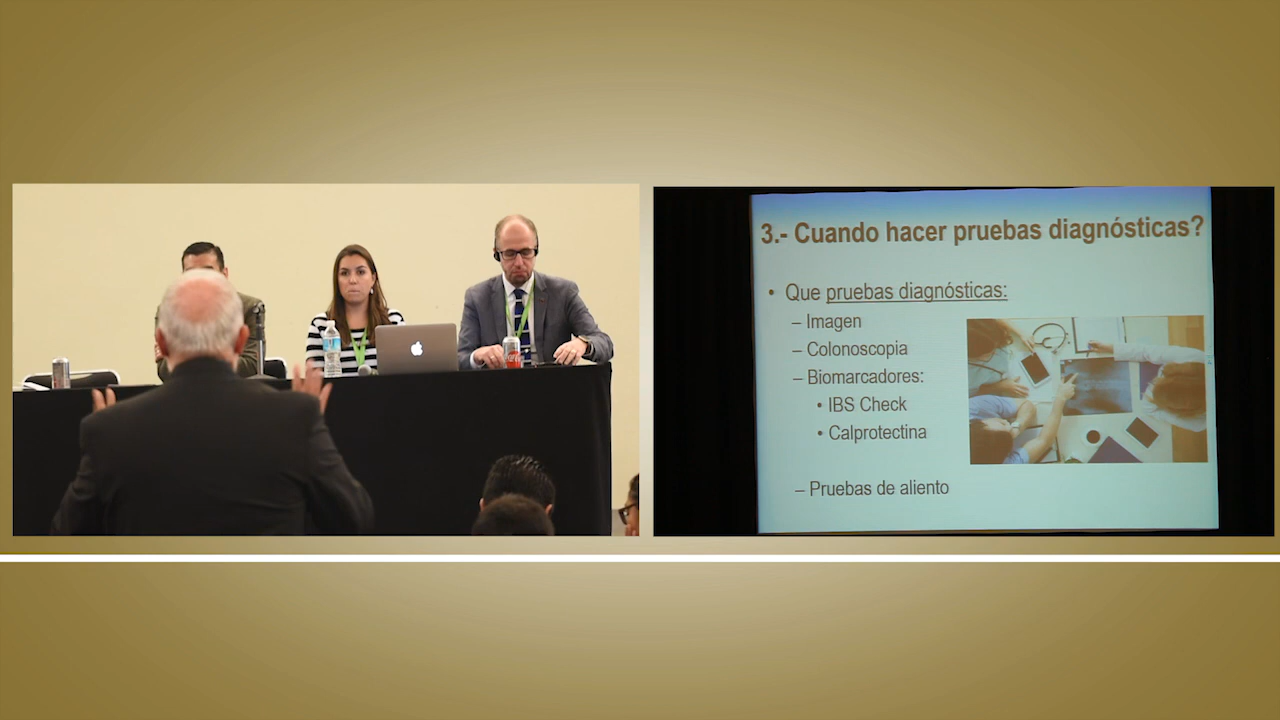 3.- Cuando hacer pruebas diagnósticas?
• Que pruebas diagnósticas:
– Imagen
– Colonoscopia
– Biomarcadores:
• IBS Check
• Calprotectina
– Pruebas de aliento